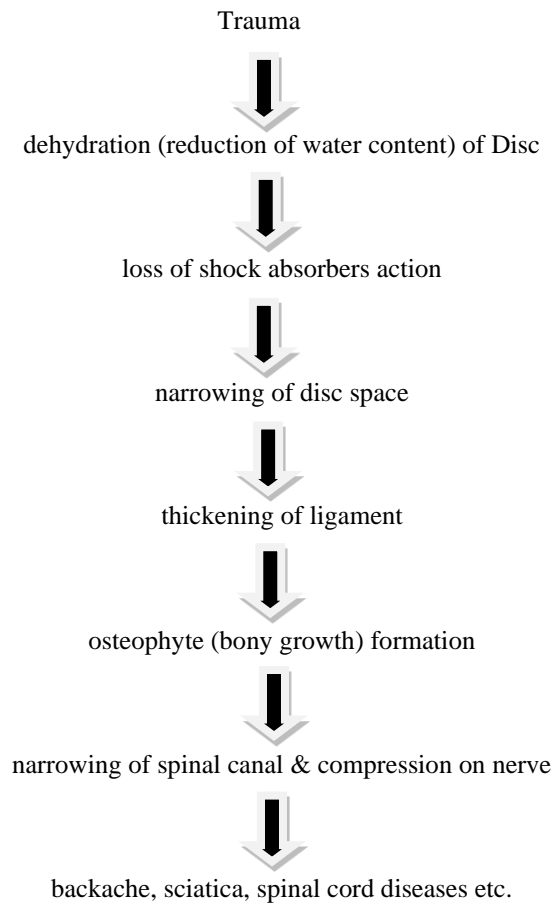 Trauma
dehydration (reduction of water content) of Disc
loss of shock absorbers action
narrowing of disc space
thickening of ligament
osteophyte (bony growth) formation
narrowing of spinal canal & compression on nerve
backache, sciatica, spinal cord diseases etc.